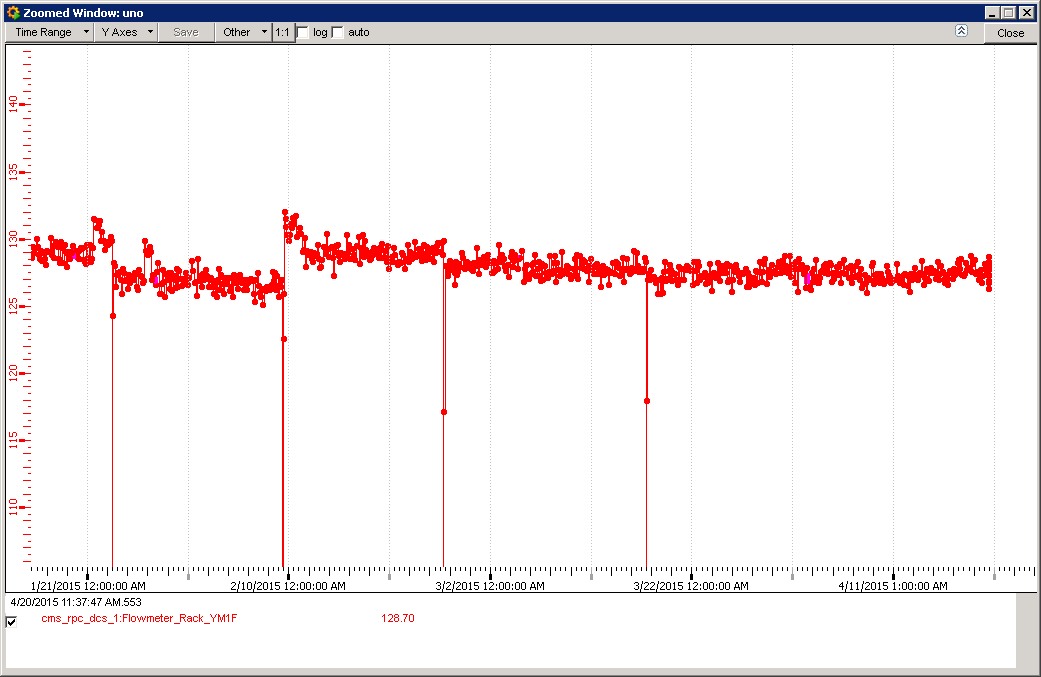 Zoomed Window: uno
Time Range Y Axes Save Other 1:1 log auto Close
140
135
130
125
120
115
110
1/21/2015 12:00:00 AM 2/10/2015 12:00:00 AM 3/2/2015 12:00:00 AM 3/22/2015 12:00:00 AM 4/11/2015 1:00:00 AM
4/20/2015 11:37:47 AM.553
cms_rpc_dcs_1:Flowmeter_Rack_YM1F 128.70